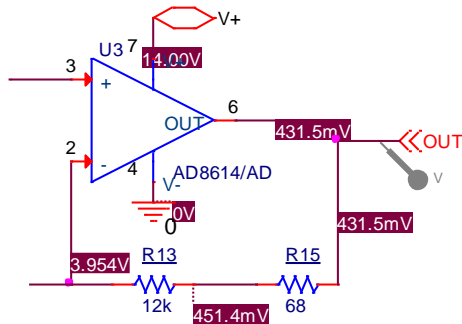 V+
U3
7
14.00V
3
+
6
OUT
431.5mV
OUT
2
-
4
AD8614/AD
V-
V
0V
0
431.5mV
3.954V
R13
R15
12k
68
451.4mV